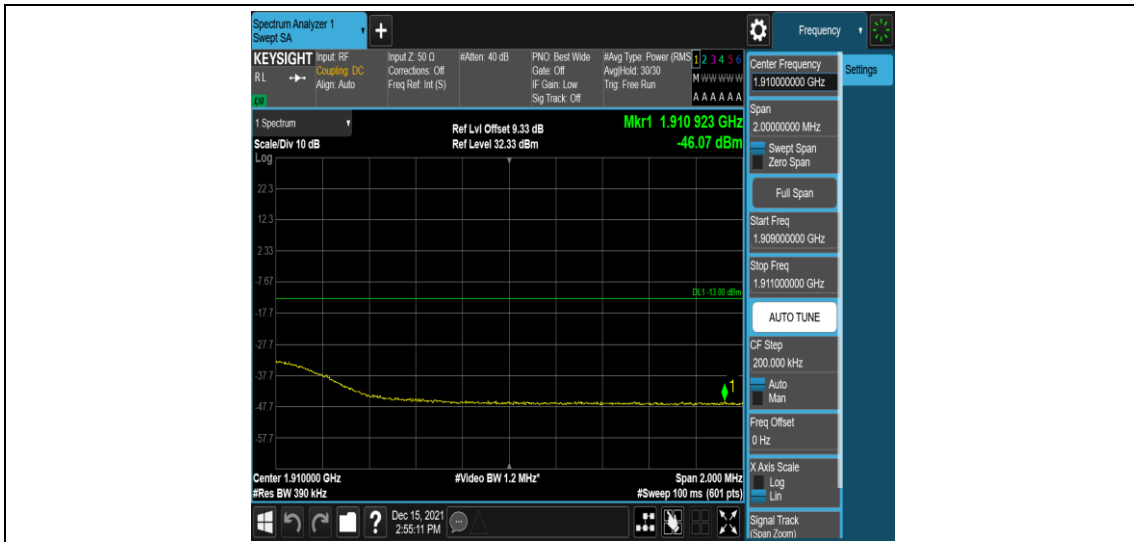 Spectrum Analyzer 1
Swept SA
+
Frequency
KEYSIGHT
RL
LXI
Input: RF
Coupling: DC
Align: Auto
Input Z: 50 Ω
Corrections: Off
Freq Ref: Int (S)
#Atten: 40 dB
PNO: Best Wide
Gate: Off
IF Gain: Low
Sig Track: Off
#Avg Type: Power (RMS
Avg|Hold: 30/30
Trig: Free Run
1 2 3 4 5 6
M W W W W W
A A A A A A
1 Spectrum
Scale/Div 10 dB
Log
Ref Lvl Offset 9.33 dB
Ref Level 32.33 dBm
Mkr1 1.910 923 GHz
-46.07 dBm
22.3
12.3
2.33
-7.67
-17.7
-27.7
-37.7
-47.7
-57.7
DL1 -13.00 dBm
1
Center 1.910000 GHz
#Res BW 390 kHz
#Video BW 1.2 MHz*
Span 2.000 MHz
#Sweep 100 ms (601 pts)
Center Frequency
1.910000000 GHz
Settings
Span
2.00000000 MHz
Swept Span
Zero Span
Full Span
Start Freq
1.909000000 GHz
Stop Freq
1.911000000 GHz
AUTO TUNE
CF Step
200.000 kHz
Auto
Man
Freq Offset
0 Hz
X Axis Scale
Log
Lin
Signal Track
(Span Zoom)
?
Dec 15, 2021
2:55:11 PM